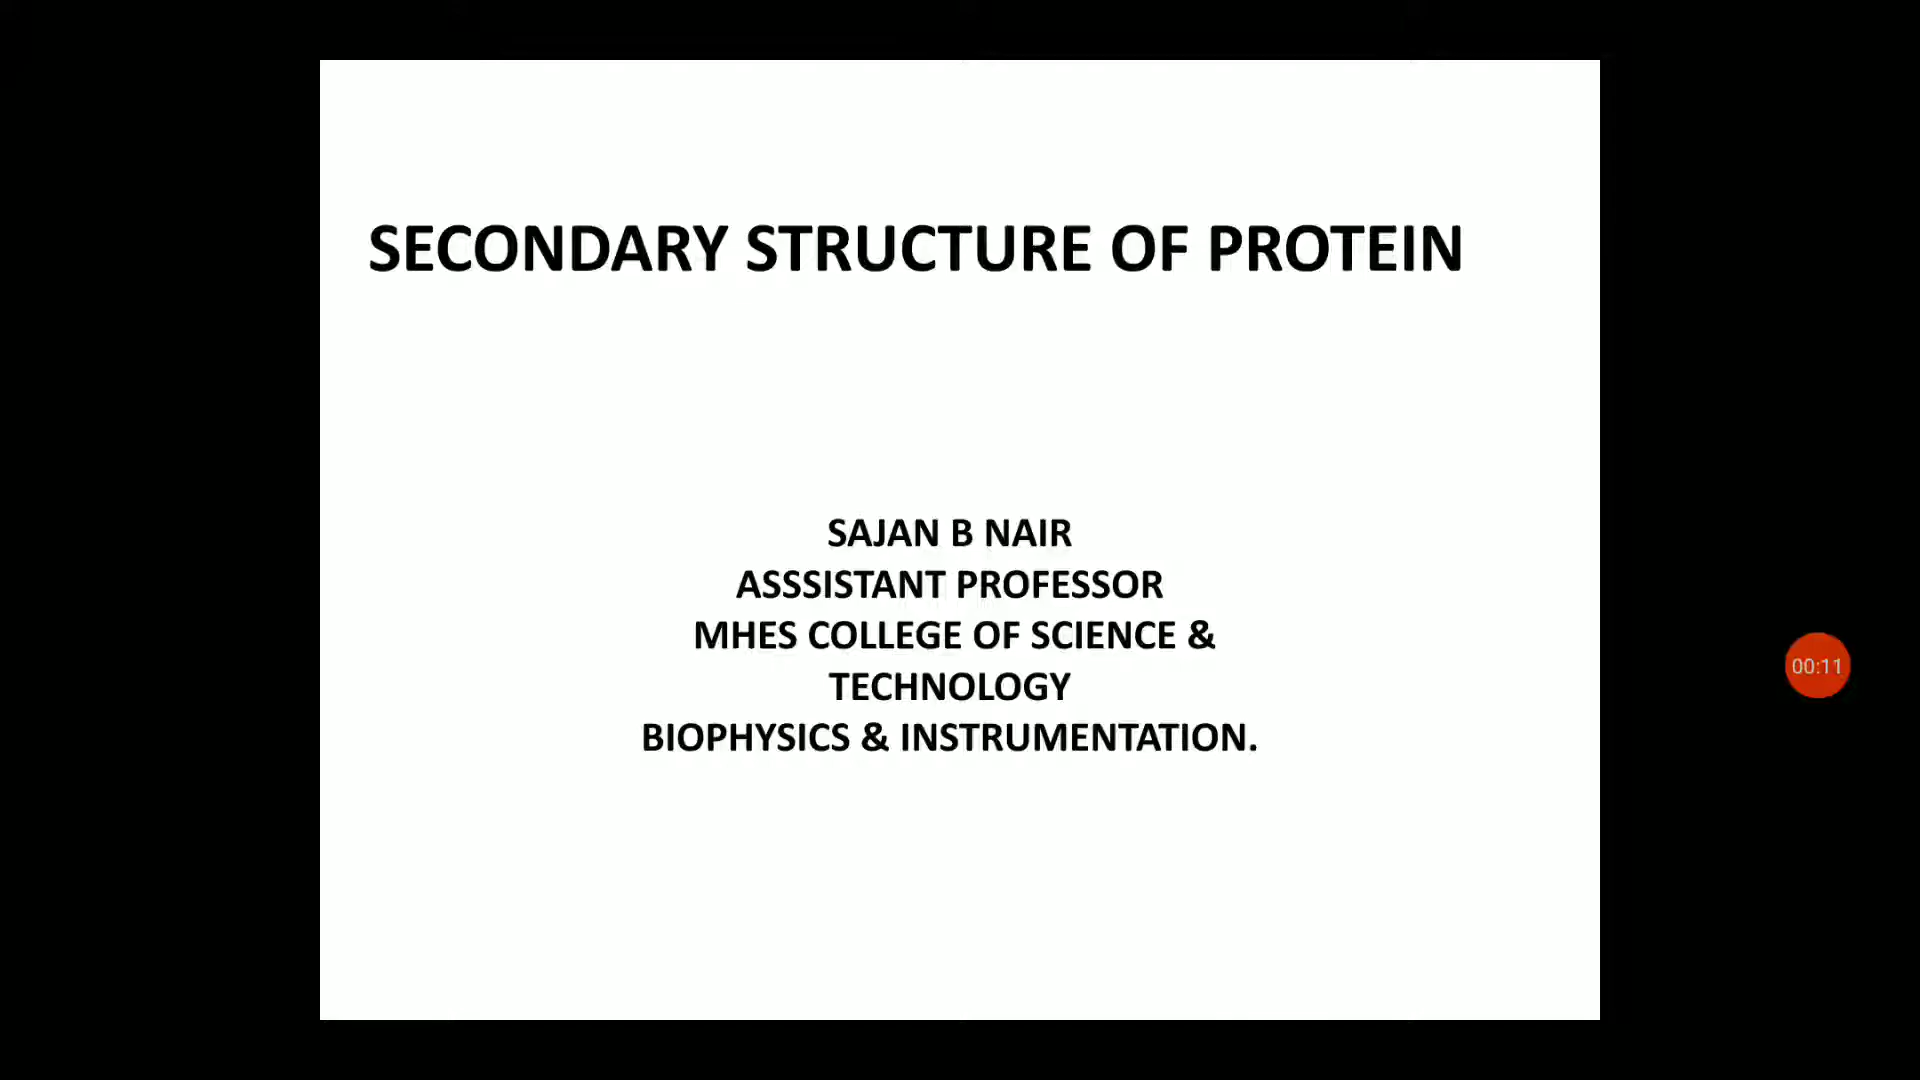 SECONDARY STRUCTURE OF PROTEIN
SAJAN B NAIR
ASSSISTANT PROFESSOR
MHES COLLEGE OF SCIENCE &
TECHNOLOGY
BIOPHYSICS & INSTRUMENTATION.
00:11